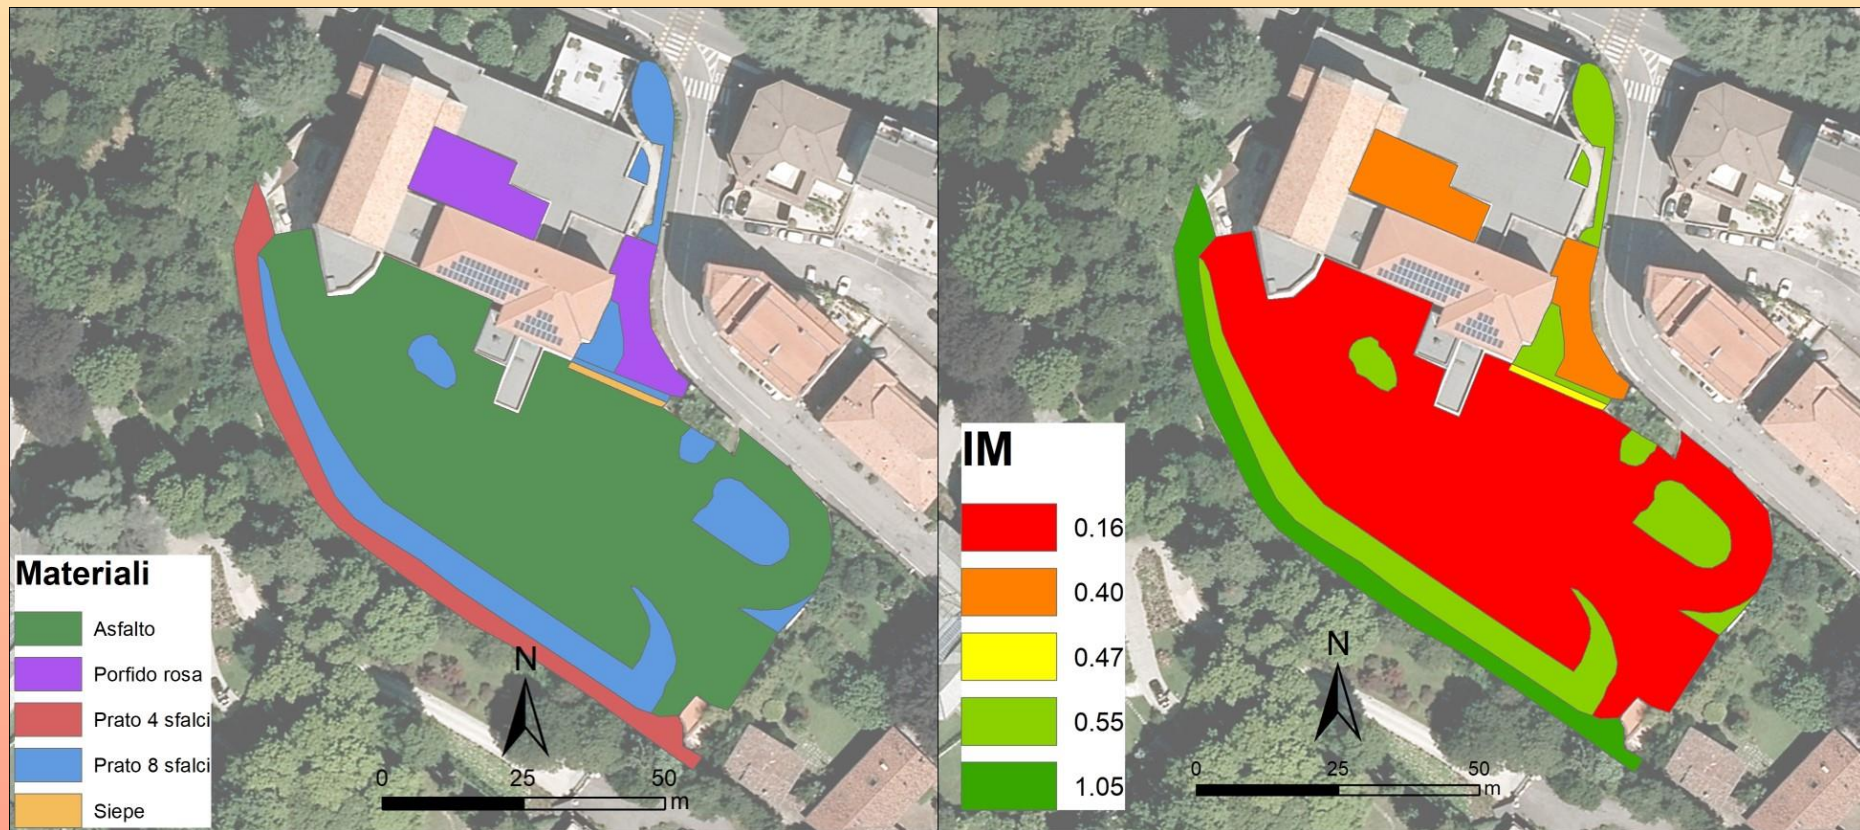 Materiali
Asfalto
Porfido rosa
Prato 4 sfalci
Prato 8 sfalci
Siepe
N
0 25 50
m
IM
0.16
0.40
0.47
0.55
1.05
N
0 25 50
m